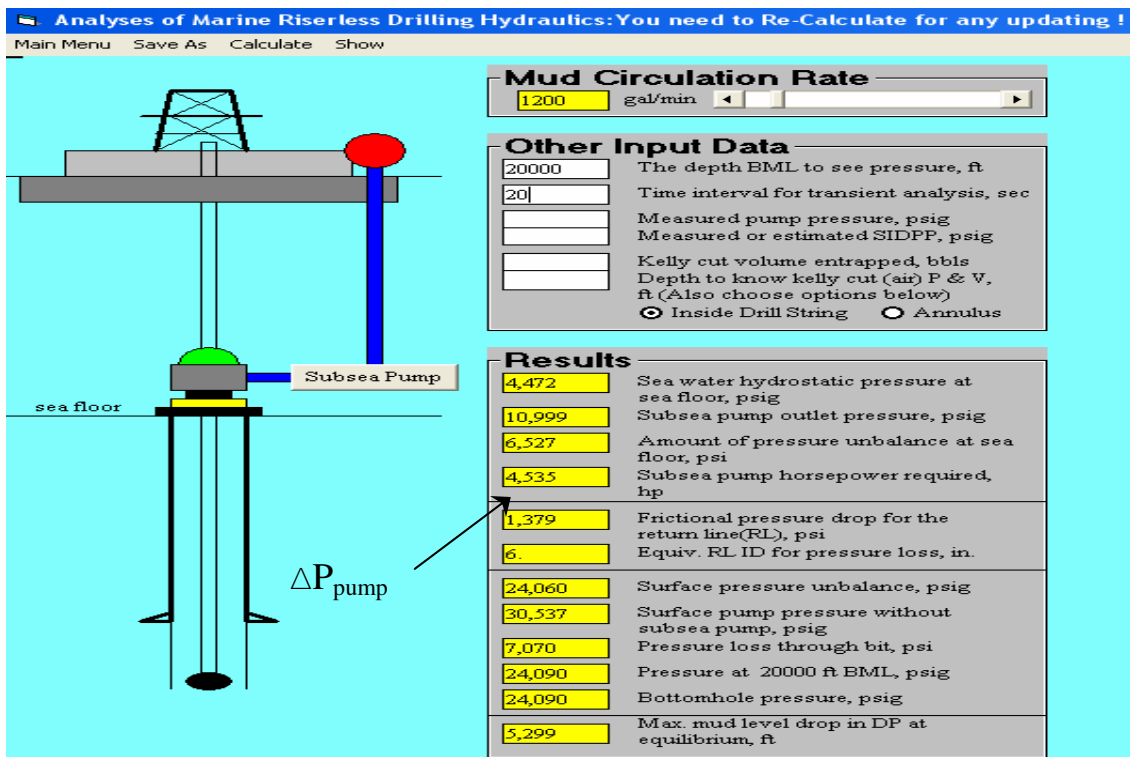 Analyses of Marine Riserless Drilling Hydraulics:You need to Re-Calculate for any updating !
Main Menu Save As Calculate Show
Mud Circulation Rate
1200 gal/min
Other Input Data
20000 The depth BML to see pressure, ft
20 Time interval for transient analysis, sec
Measured pump pressure, psig
Measured or estimated SIDPP, psig
Kelly cut volume entrapped, bbls
Depth to know kelly cut (air) P & V,
ft (Also choose options below)
Inside Drill String Annulus
Subsea Pump
sea floor
ΔPpump
Results
4,472 Sea water hydrostatic pressure at
sea floor, psig
10,999 Subsea pump outlet pressure, psig
6,527 Amount of pressure unbalance at sea
floor, psi
4,535 Subsea pump horsepower required,
hp
1,379 Frictional pressure drop for the
return line(RL), psi
6. Equiv. RL ID for pressure loss, in.
24,060 Surface pressure unbalance, psig
30,537 Surface pump pressure without
subsea pump, psig
7,070 Pressure loss through bit, psi
24,090 Pressure at 20000 ft BML, psig
24,090 Bottomhole pressure, psig
5,299 Max. mud level drop in DP at
equilibrium, ft